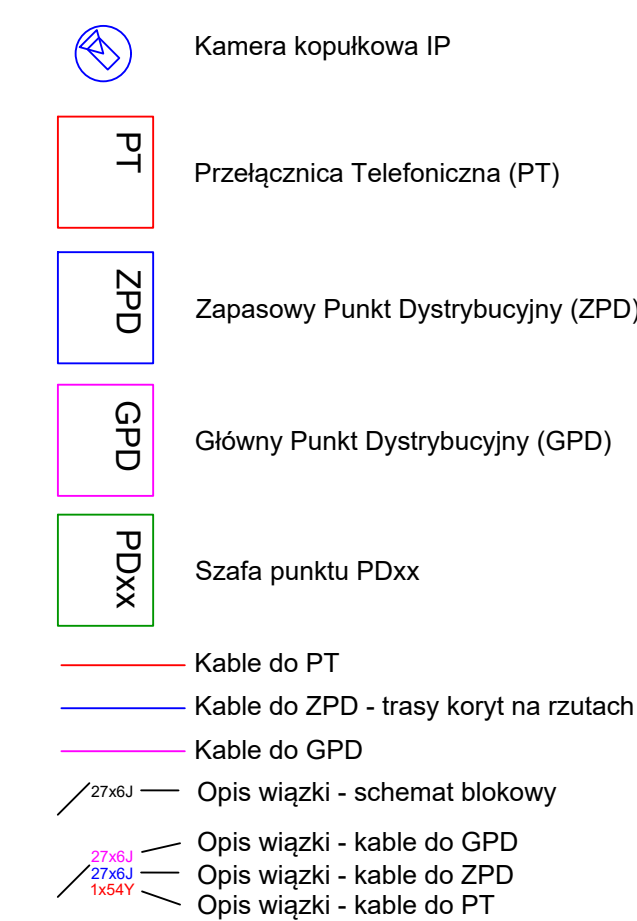 Kamera kopułkowa IP
PT
Przełącznica Telefoniczna (PT)
ZPD
Zapasowy Punkt Dystrybucyjny (ZPD)
GPD
Główny Punkt Dystrybucyjny (GPD)
PDxx
Szafa punktu PDxx
Kable do PT
Kable do ZPD - trasy koryt na rzutach
Kable do GPD
27x6J Opis wiązki - schemat blokowy
27x6J Opis wiązki - kable do GPD
27x6J Opis wiązki - kable do ZPD
1x54Y Opis wiązki - kable do PT